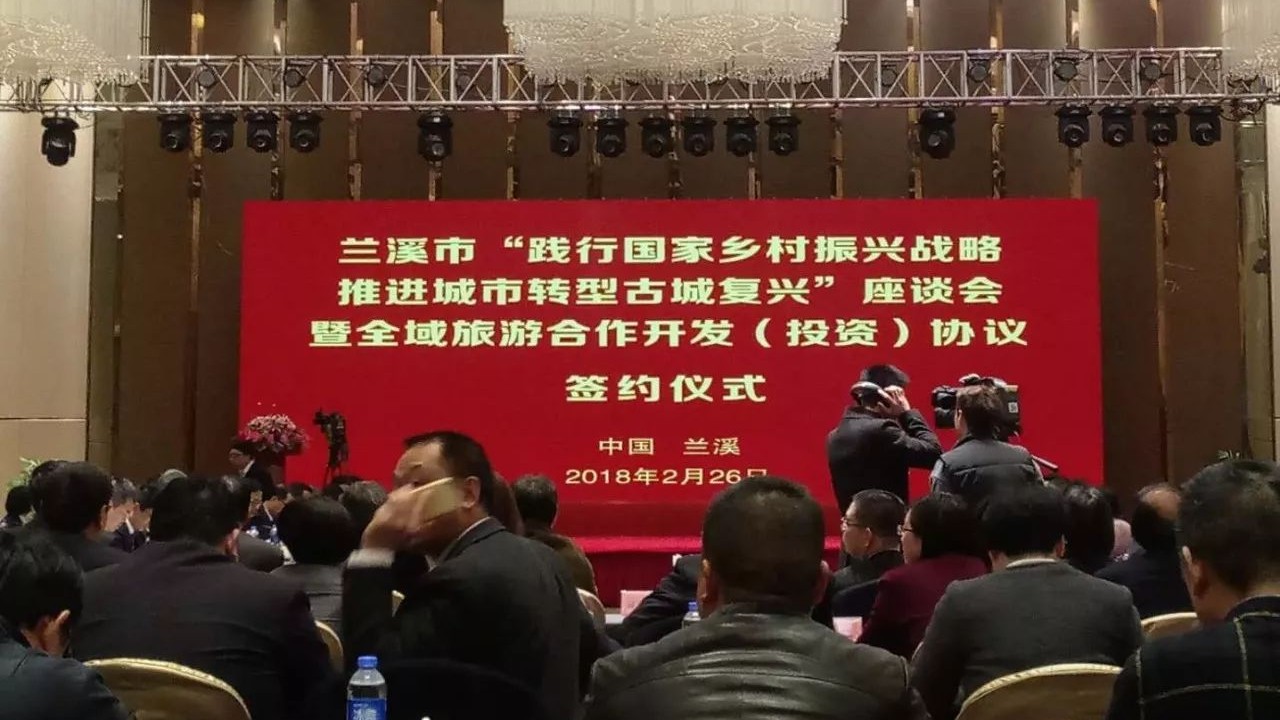 兰溪市“践行国家乡村振兴战略
推进城市转型古城复兴”座谈会
暨全域旅游合作开发（投资）协议
签约仪式
中国 兰溪
2018年2月26日